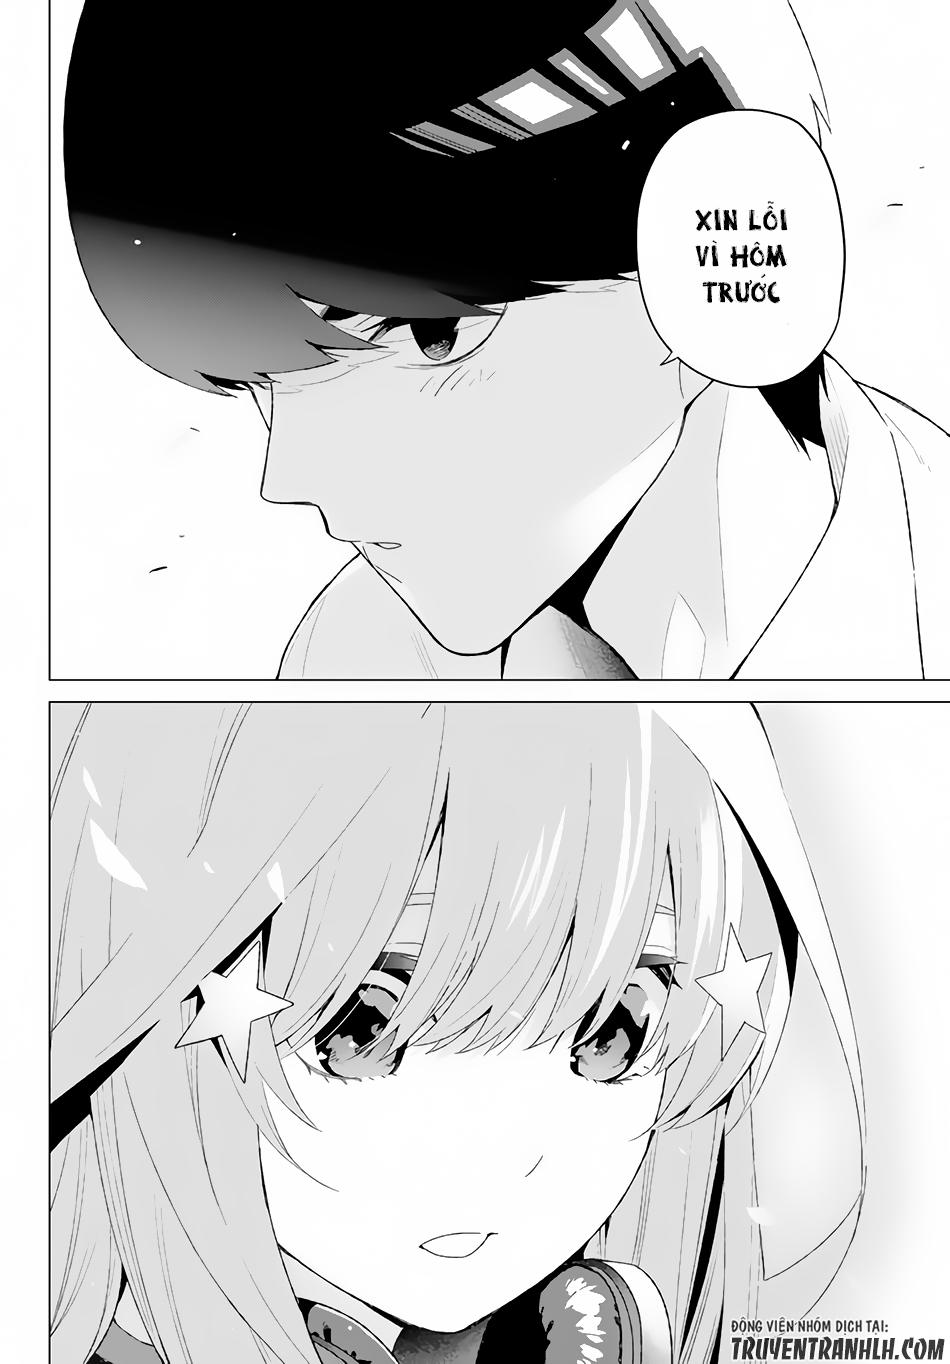 XIN LỖI
VÌ HÔM
TRƯỚC
ĐỘNG VIÊN NHÓM DỊCH TẠI:
TRUYENTRANHLH.COM